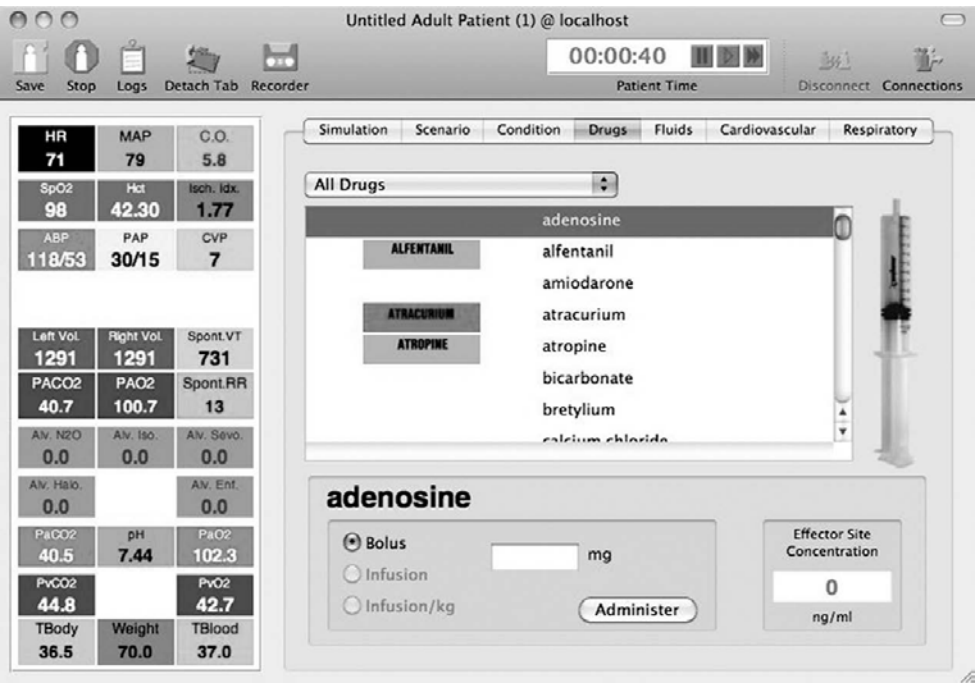 Untitled Adult Patient (1) @ localhost
Save Stop Logs Detach Tab Recorder
00:00:40
Patient Time
Disconnect Connections
HR MAP C.O.
71 79 5.8
SpO2 Hct Isch. Idx.
98 42.30 1.77
ABP PAP CVP
118/53 30/15 7
Left Vol. Right Vol. Spont.VT
1291 1291 731
PACO2 PAO2 Spont.RR
40.7 100.7 13
Alv. N2O Alv. Iso. Alv. Sevo.
0.0 0.0 0.0
Alv. Halo. Alv. Enf.
0.0 0.0
PaCO2 pH PaO2
40.5 7.44 102.3
PvCO2 PvO2
44.8 42.7
TBody Weight TBlood
36.5 70.0 37.0
Simulation Scenario Condition Drugs Fluids Cardiovascular Respiratory
All Drugs
adenosine
ALFENTANIL alfentanil
amiodarone
ATRACURIUM atracurium
ATROPINE atropine
bicarbonate
bretylium
calcium chloride
adenosine
Bolus
mg
Infusion
Infusion/kg
Administer
Effector Site
Concentration
0
ng/ml